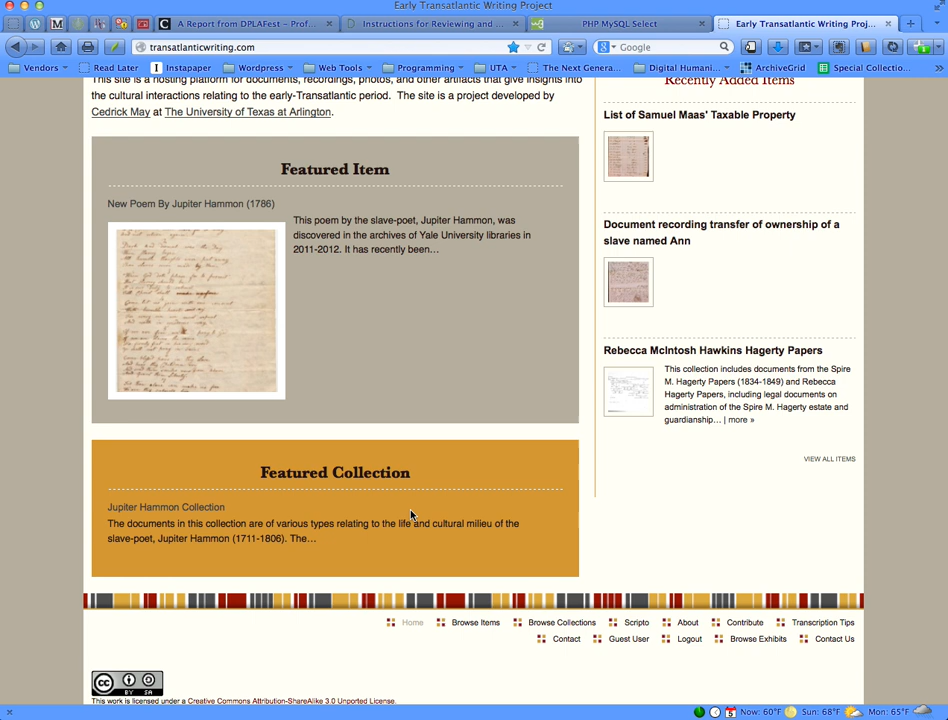 Early Transatlantic Writing Project
A Report from DPLAFest – Prof...
Instructions for Reviewing and ...
PHP MySQL Select
Early Transatlantic Writing Proj...
transatlanticwriting.com
Google
Vendors
Read Later
Instapaper
Wordpress
Web Tools
Programming
UTA
The Next Genera...
Digital Humani...
ArchiveGrid
Special Collectio...
This site is a hosting platform for documents, recordings, photos, and other artifacts that give insights into
the cultural interactions relating to the early-Transatlantic period. The site is a project developed by
Cedrick May at The University of Texas at Arlington.
Featured Item
New Poem By Jupiter Hammon (1786)
This poem by the slave-poet, Jupiter Hammon, was
discovered in the archives of Yale University libraries in
2011-2012. It has recently been…
Featured Collection
Jupiter Hammon Collection
The documents in this collection are of various types relating to the life and cultural milieu of the
slave-poet, Jupiter Hammon (1711-1806). The…
Recently Added Items
List of Samuel Maas' Taxable Property
Document recording transfer of ownership of a
slave named Ann
Rebecca McIntosh Hawkins Hagerty Papers
This collection includes documents from the Spire
M. Hagerty Papers (1834-1849) and Rebecca
Hagerty Papers, including legal documents on
administration of the Spire M. Hagerty estate and
guardianship… | more »
VIEW ALL ITEMS
Home
Browse Items
Browse Collections
Scripto
About
Contribute
Transcription Tips
Contact
Guest User
Logout
Browse Exhibits
Contact Us
cc BY SA
This work is licensed under a Creative Commons Attribution-ShareAlike 3.0 Unported License.
Now: 60°F
Sun: 68°F
Mon: 65°F